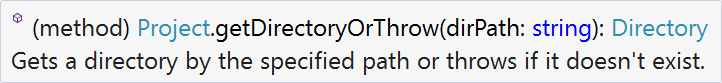 (method) Project.getDirectoryOrThrow(dirPath: string): Directory
Gets a directory by the specified path or throws if it doesn't exist.